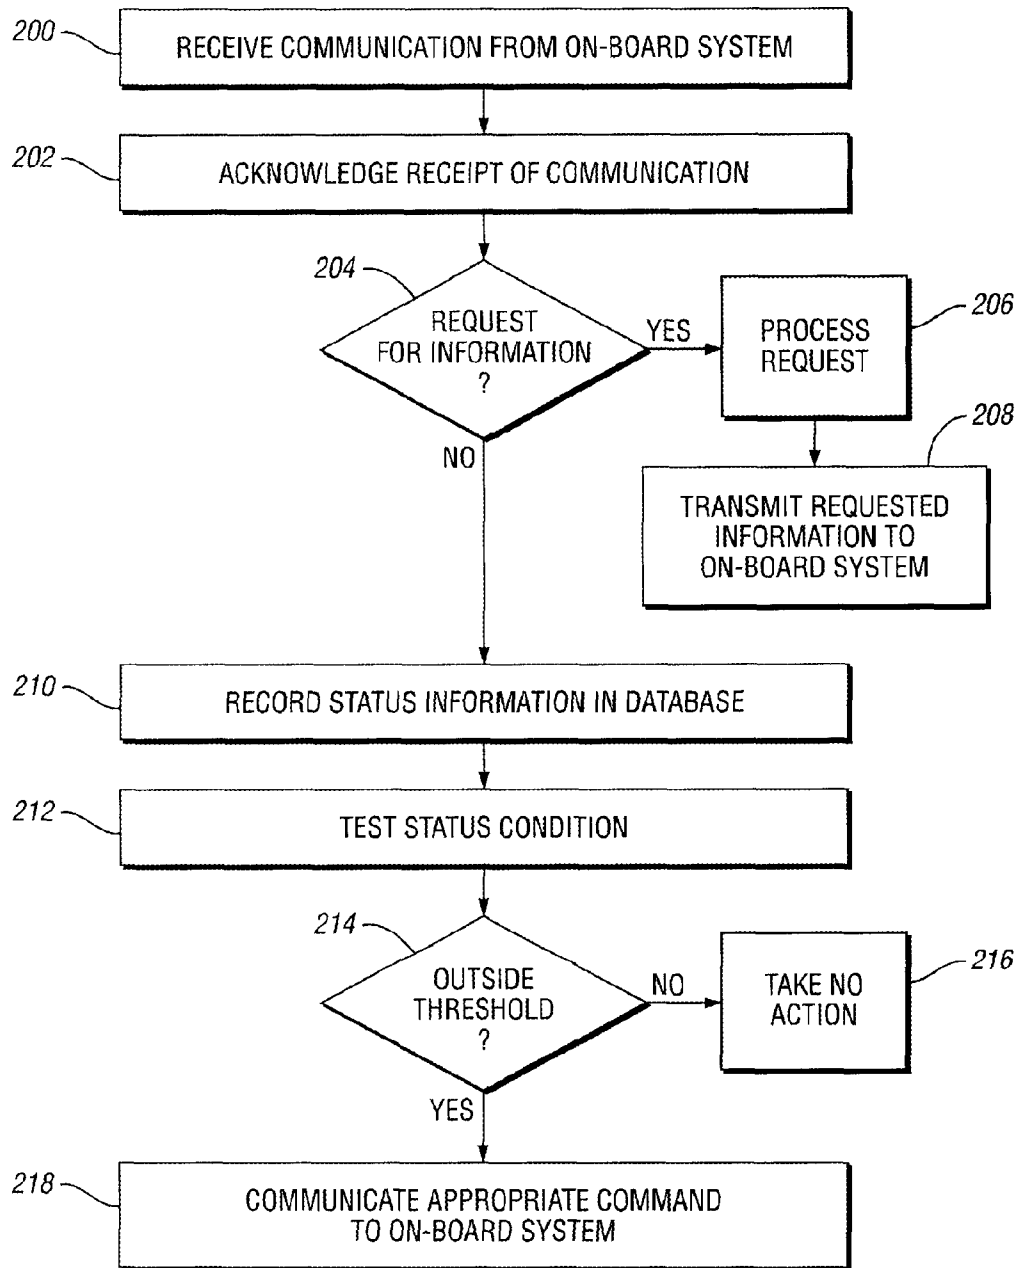 200
RECEIVE COMMUNICATION FROM ON-BOARD SYSTEM
202
ACKNOWLEDGE RECEIPT OF COMMUNICATION
204
REQUEST
FOR INFORMATION
?
YES
PROCESS
REQUEST
206
NO
208
TRANSMIT REQUESTED
INFORMATION TO
ON-BOARD SYSTEM
210
RECORD STATUS INFORMATION IN DATABASE
212
TEST STATUS CONDITION
214
OUTSIDE
THRESHOLD
?
NO
TAKE NO
ACTION
216
YES
218
COMMUNICATE APPROPRIATE COMMAND
TO ON-BOARD SYSTEM